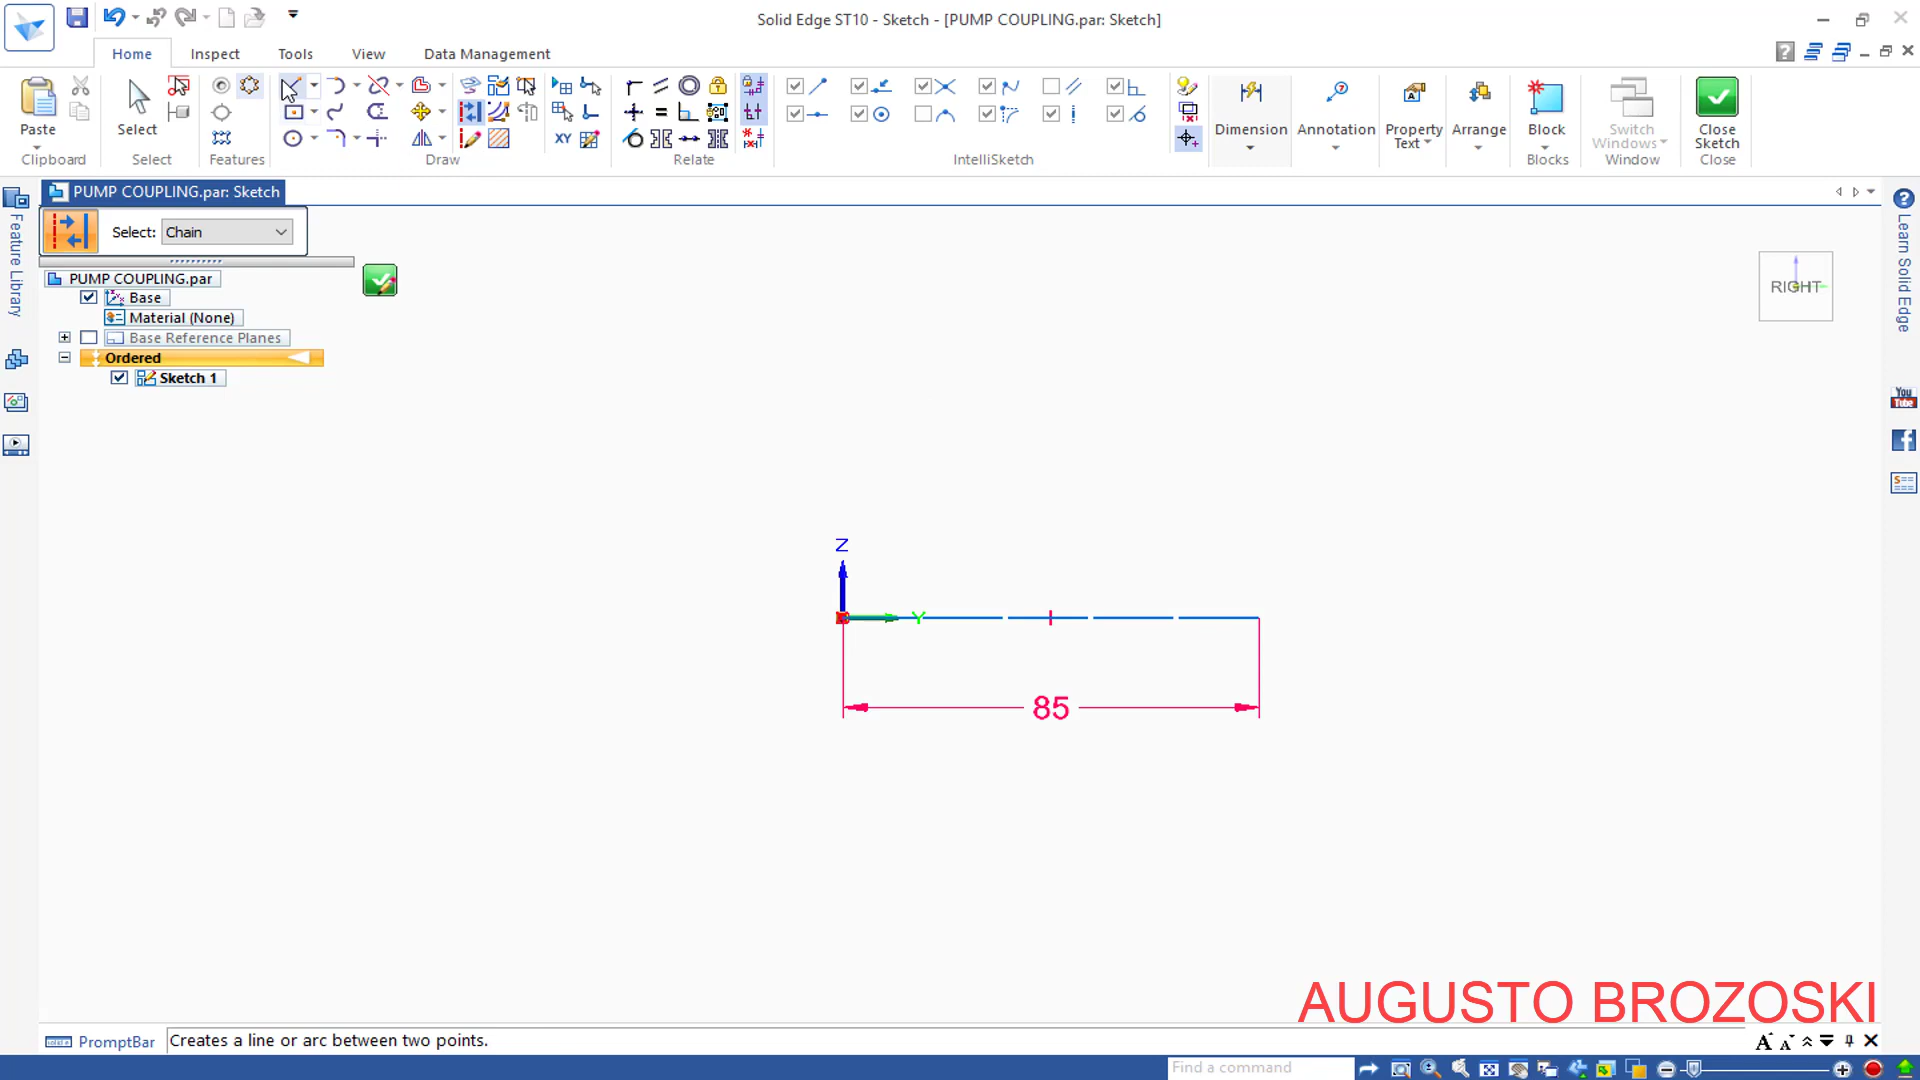 Solid Edge ST10 - Sketch - [PUMP COUPLING.par: Sketch]
Home
Inspect
Tools
View
Data Management
Paste
Clipboard
Select
Select
Features
Draw
XY
Relate
IntelliSketch
Dimension
Annotation
Property Text
Arrange
Block
Blocks
Switch Windows
Window
Close Sketch
Close
PUMP COUPLING.par: Sketch
Feature Library
Select: Chain
PUMP COUPLING.par
Base
Material (None)
Base Reference Planes
Ordered
Sketch 1
RIGHT
Learn Solid Edge
You Tube
Z
Y
85
AUGUSTO BROZOSKI
PromptBar
Creates a line or arc between two points.
Find a command